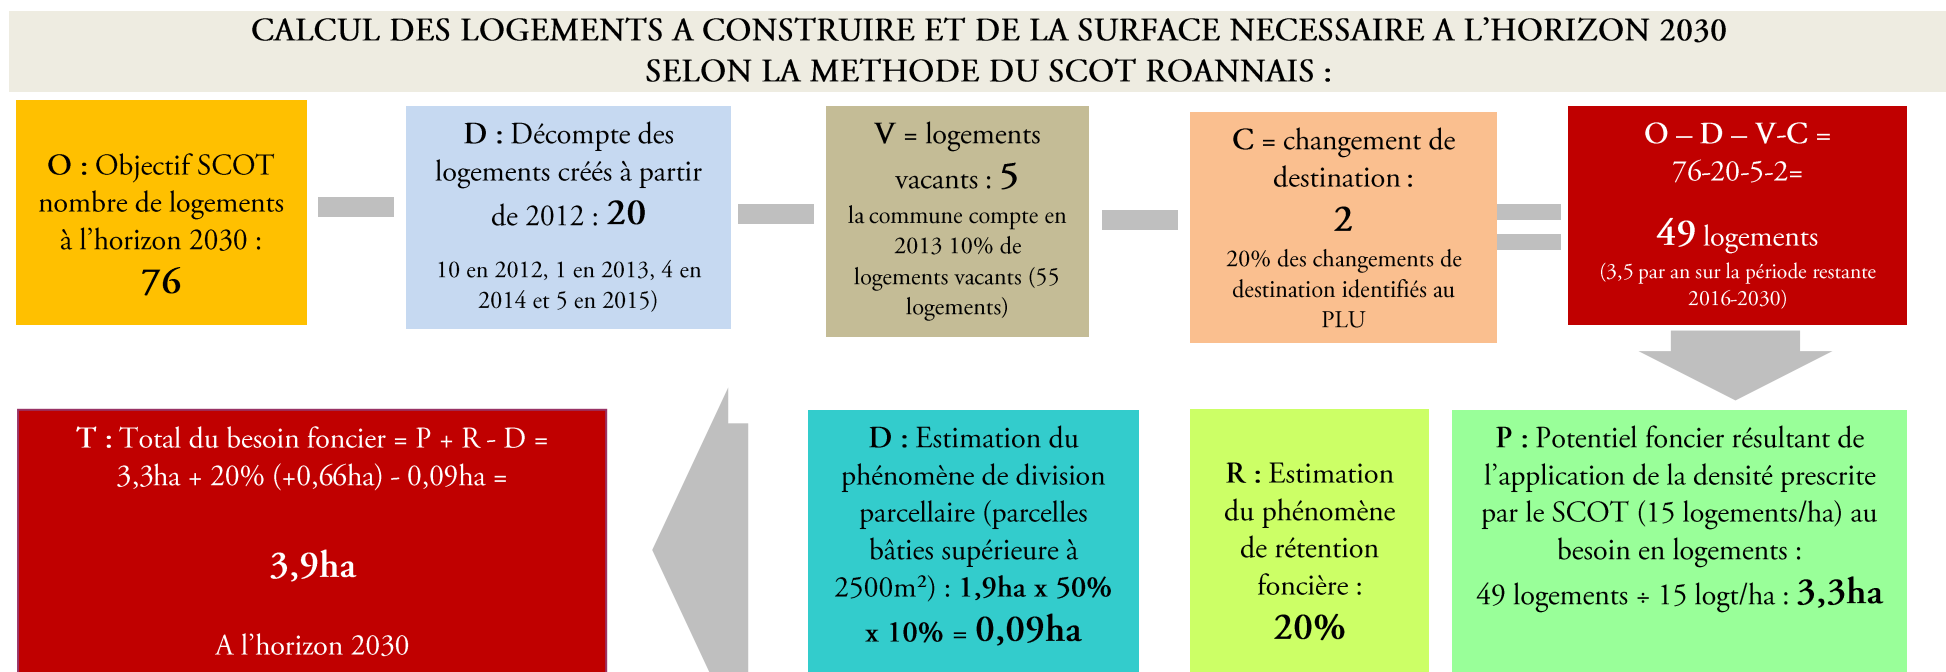 CALCUL DES LOGEMENTS A CONSTRUIRE ET DE LA SURFACE NECESSAIRE A L’HORIZON 2030
SELON LA METHODE DU SCOT ROANNAIS :
O : Objectif SCOT
nombre de logements
à l’horizon 2030 :
76
D : Décompte des
logements créés à partir
de 2012 : 20
10 en 2012, 1 en 2013, 4 en
2014 et 5 en 2015)
V = logements
vacants : 5
la commune compte en
2013 10% de
logements vacants (55
logements)
C = changement de
destination :
2
20% des changements de
destination identifiés au
PLU
O – D – V-C =
76-20-5-2=
49 logements
(3,5 par an sur la période restante
2016-2030)
T : Total du besoin foncier = P + R - D =
3,3ha + 20% (+0,66ha) - 0,09ha =
3,9ha
A l’horizon 2030
D : Estimation du
phénomène de division
parcellaire (parcelles
bâties supérieure à
2500m²) : 1,9ha x 50%
x 10% = 0,09ha
R : Estimation
du phénomène
de rétention
foncière :
20%
P : Potentiel foncier résultant de
l’application de la densité prescrite
par le SCOT (15 logements/ha) au
besoin en logements :
49 logements ÷ 15 logt/ha : 3,3ha